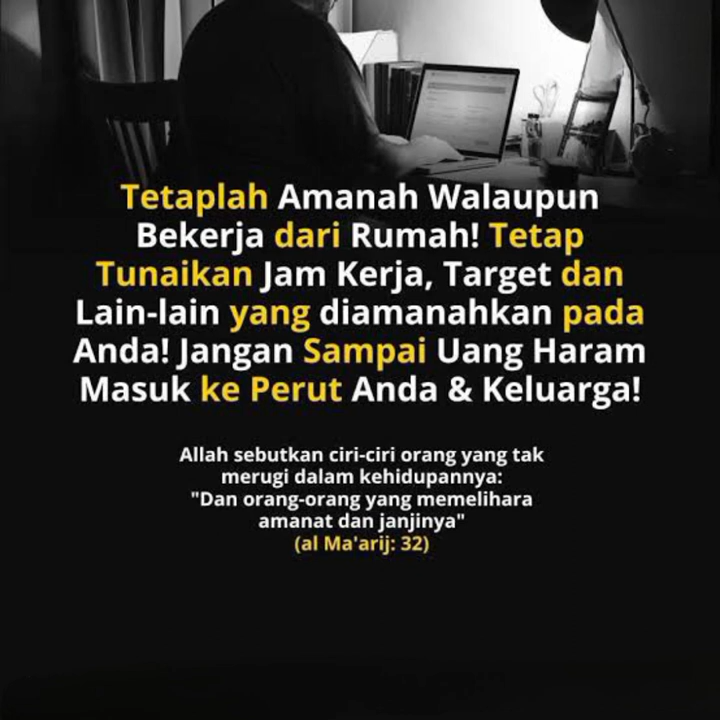 Tetaplah Amanah Walaupun
Bekerja dari Rumah! Tetap
Tunaikan Jam Kerja, Target dan
Lain-lain yang diamanahkan pada
Anda! Jangan Sampai Uang Haram
Masuk ke Perut Anda & Keluarga!
Allah sebutkan ciri-ciri orang yang tak
merugi dalam kehidupannya:
"Dan orang-orang yang memelihara
amanat dan janjinya"
(al Ma'arij: 32)